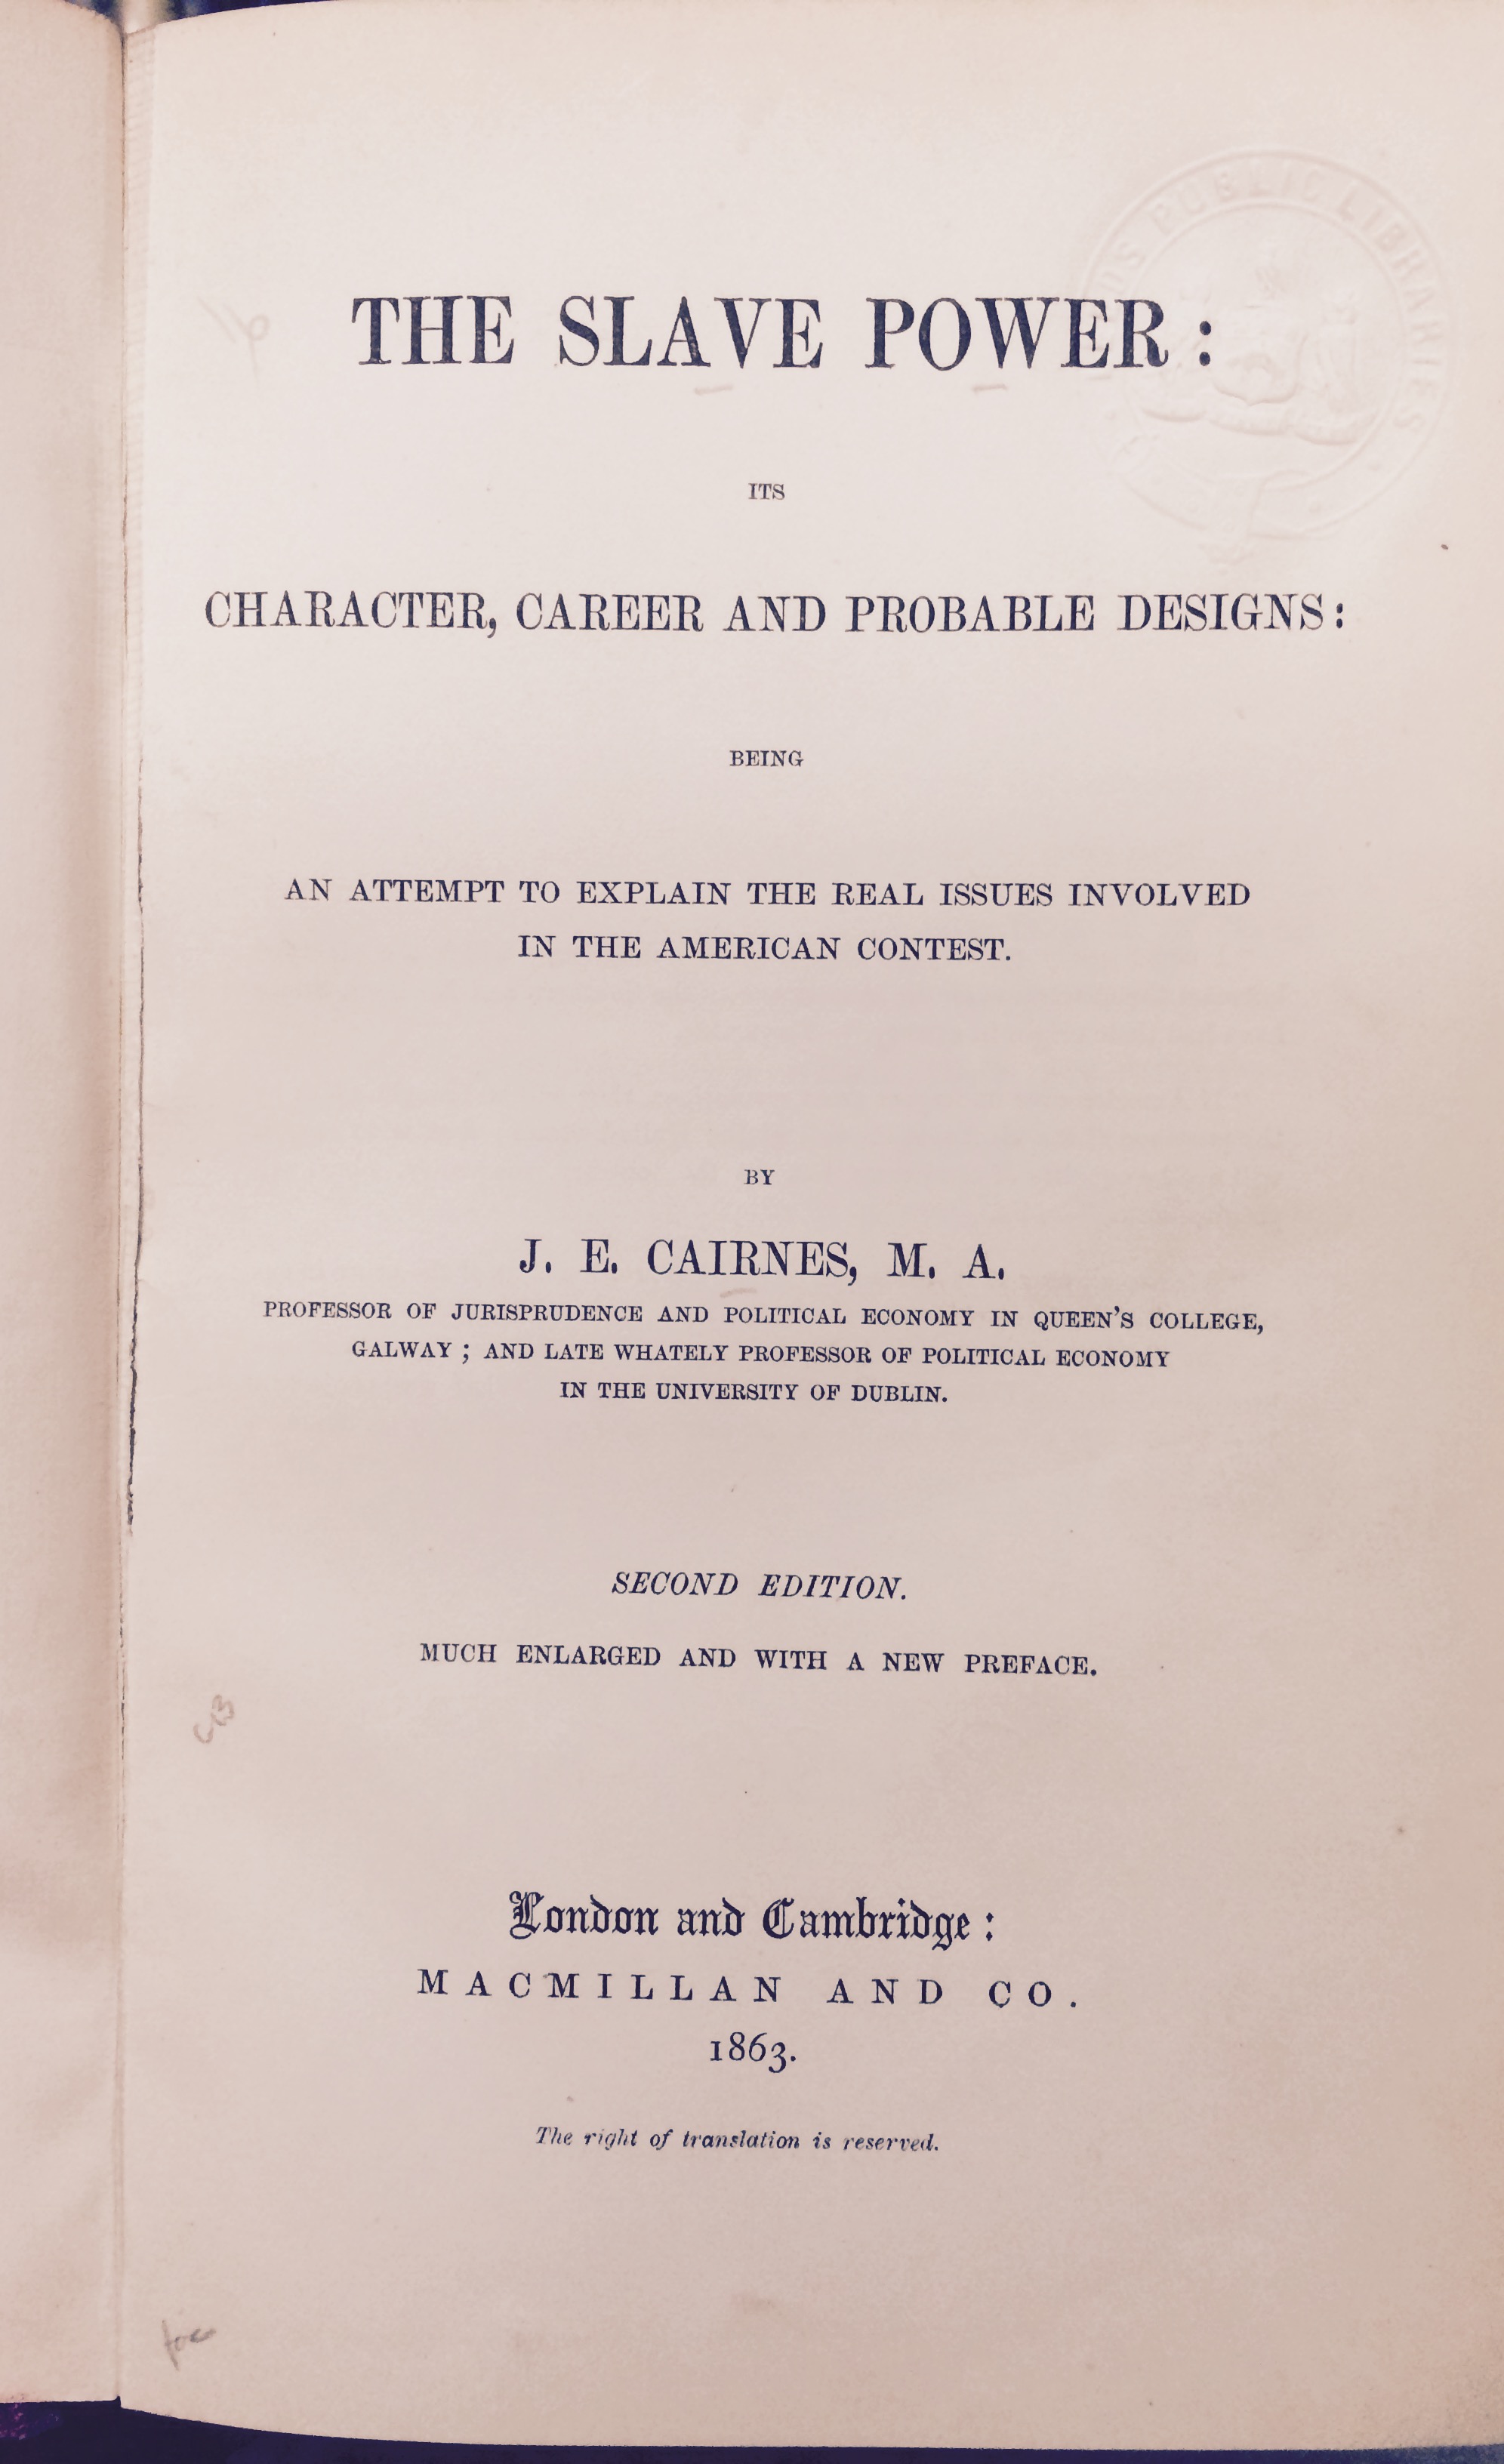 PUBLIC LIBRARIES
THE SLAVE POWER:
ITS
CHARACTER, CAREER AND PROBABLE DESIGNS:
BEING
AN ATTEMPT TO EXPLAIN THE REAL ISSUES INVOLVED
IN THE AMERICAN CONTEST.
BY
J. E. CAIRNES, M. A.
PROFESSOR OF JURISPRUDENCE AND POLITICAL ECONOMY IN QUEEN'S COLLEGE,
GALWAY; AND LATE WHATELY PROFESSOR OF POLITICAL ECONOMY
IN THE UNIVERSITY OF DUBLIN.
SECOND EDITION.
MUCH ENLARGED AND WITH A NEW PREFACE.
London and Cambridge:
MACMILLAN AND CO.
1863.
The right of translation is reserved.